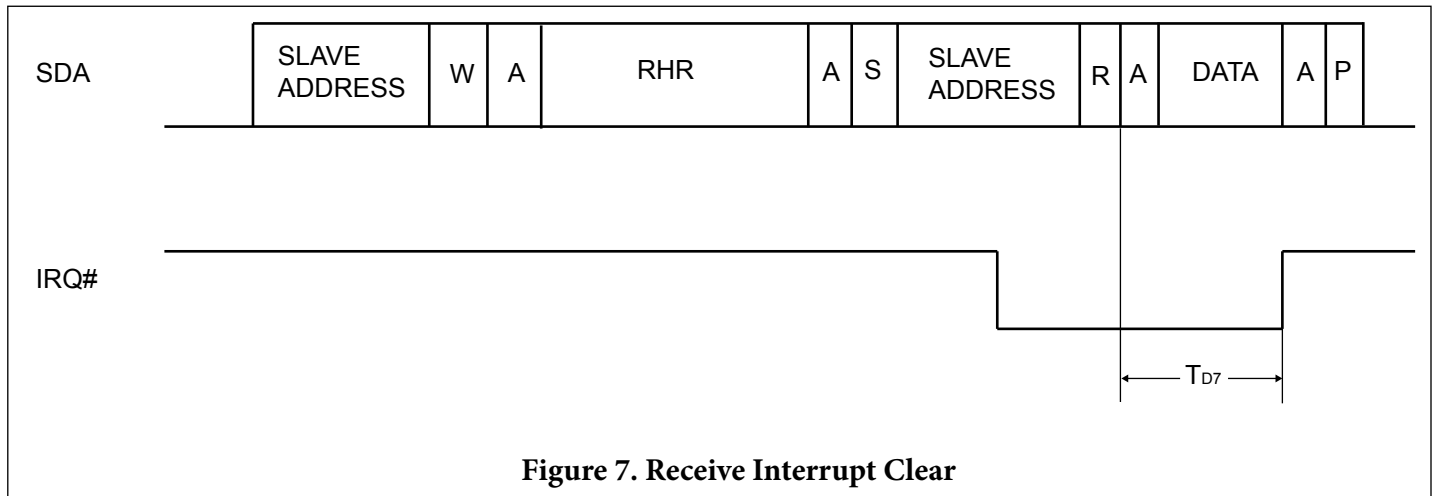 SDA
SLAVE
ADDRESS
W
A
RHR
A
S
SLAVE
ADDRESS
R
A
DATA
A
P
IRQ#
TD7
Figure 7. Receive Interrupt Clear